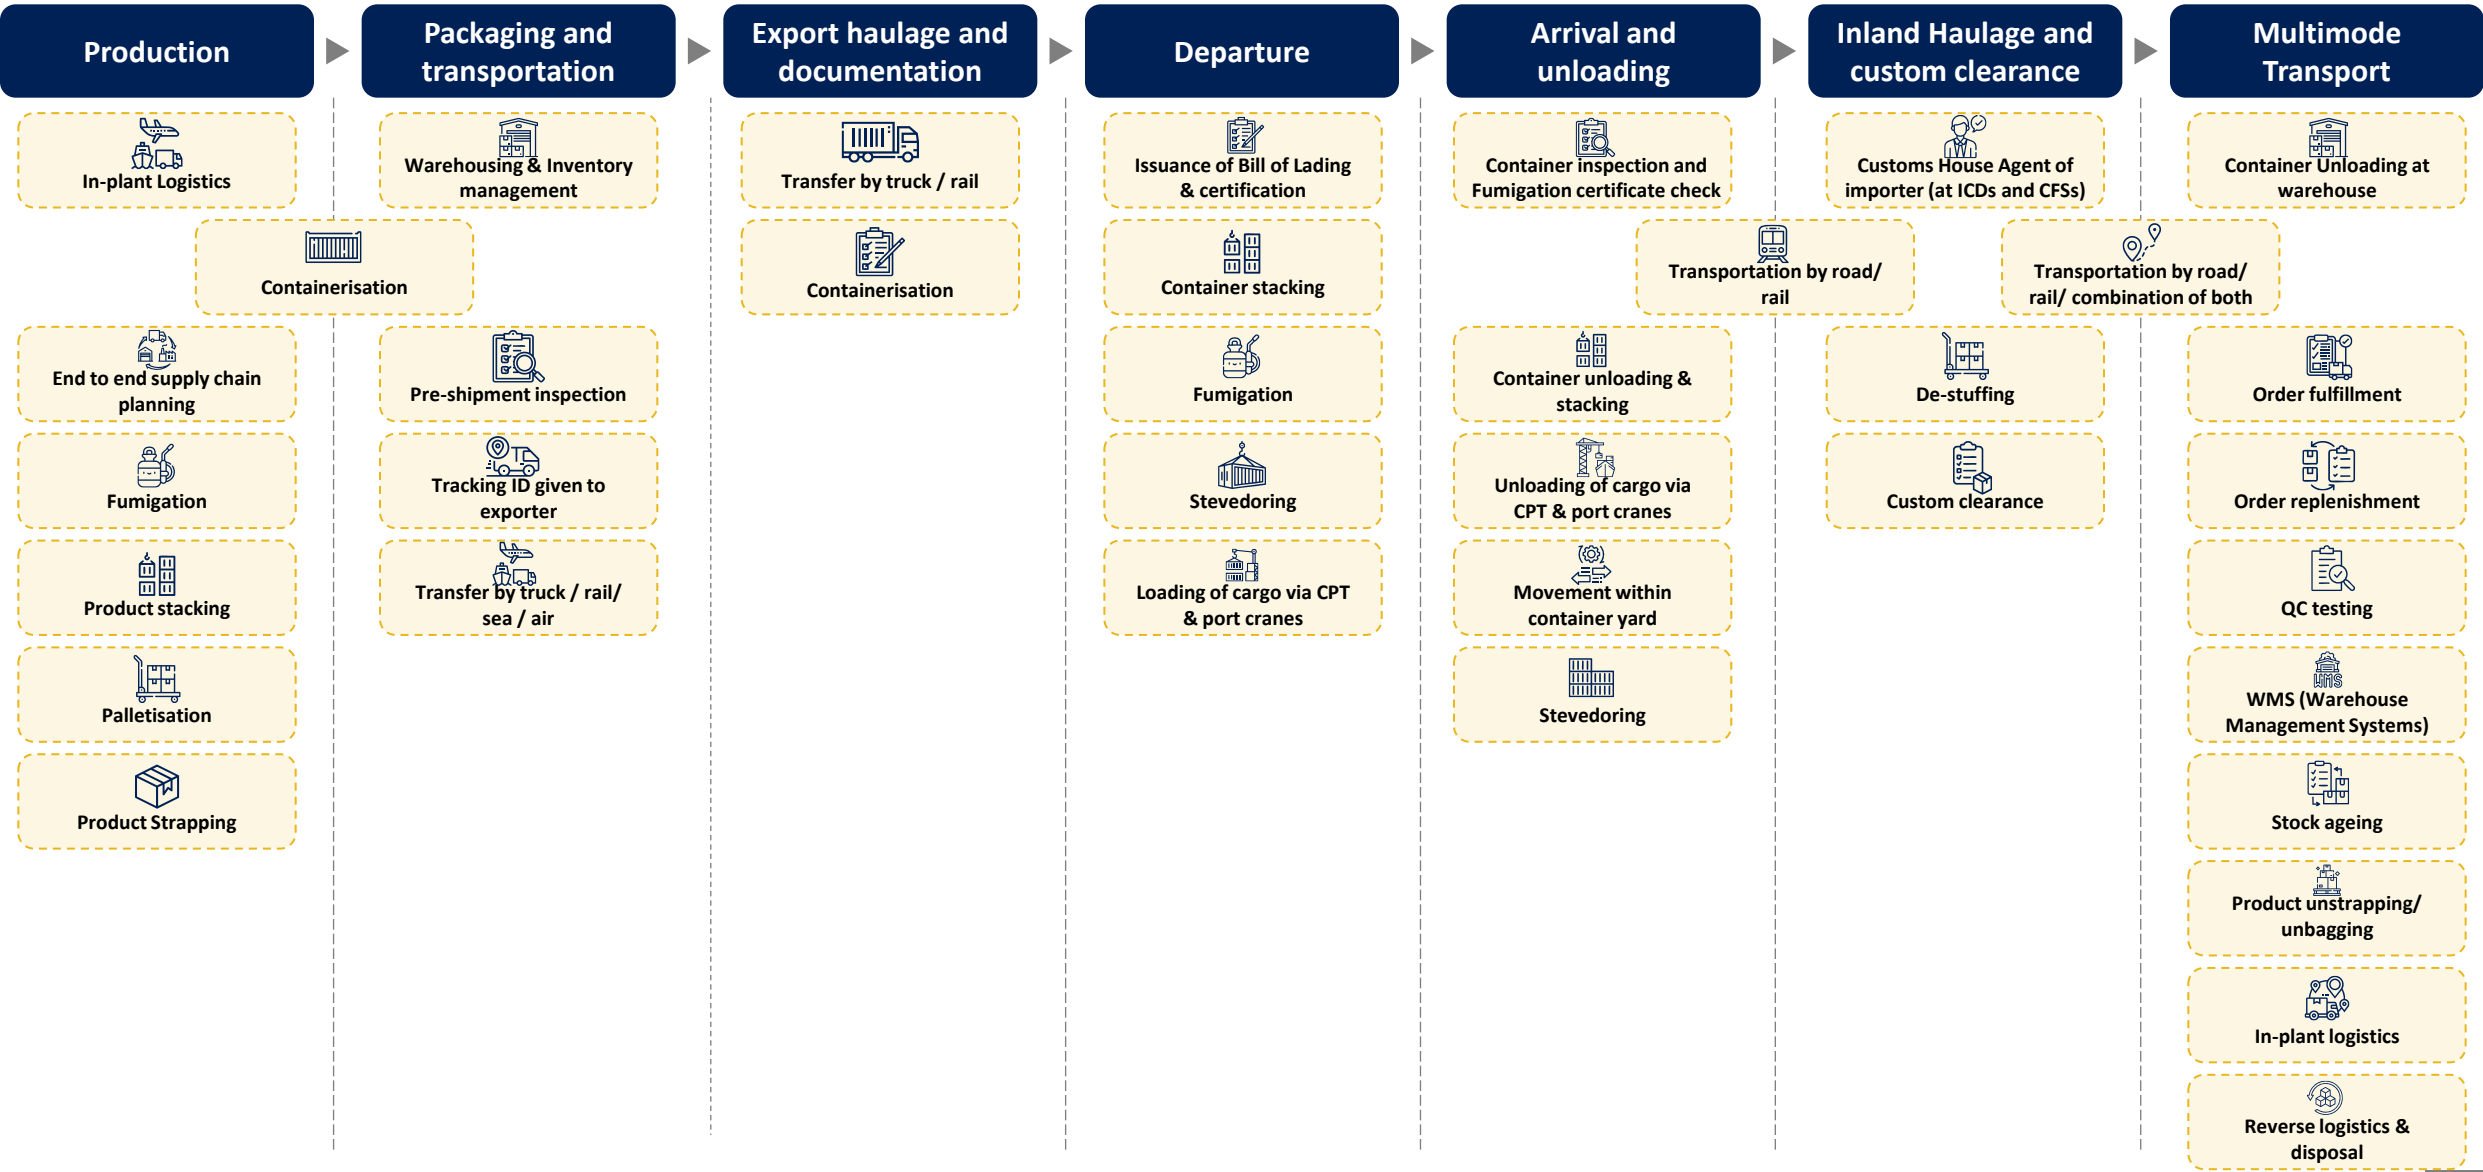 Production
Packaging and
transportation
Export haulage and
documentation
Departure
Arrival and
unloading
Inland Haulage and
custom clearance
Multimode
Transport
In-plant Logistics
Containerisation
End to end supply chain
planning
Fumigation
Product stacking
Palletisation
Product Strapping
Warehousing & Inventory
management
Pre-shipment inspection
Tracking ID given to
exporter
Transfer by truck / rail/
sea / air
Transfer by truck / rail
Containerisation
Issuance of Bill of Lading
& certification
Container stacking
Fumigation
Stevedoring
Loading of cargo via CPT
& port cranes
Container inspection and
Fumigation certificate check
Transportation by road/
rail
Container unloading &
stacking
Unloading of cargo via
CPT & port cranes
Movement within
container yard
Stevedoring
Customs House Agent of
importer (at ICDs and CFSs)
Transportation by road/
rail/ combination of both
De-stuffing
Custom clearance
Container Unloading at
warehouse
Order fulfillment
Order replenishment
QC testing
WMS
WMS (Warehouse
Management Systems)
Stock ageing
Product unstrapping/
unbagging
In-plant logistics
Reverse logistics &
disposal